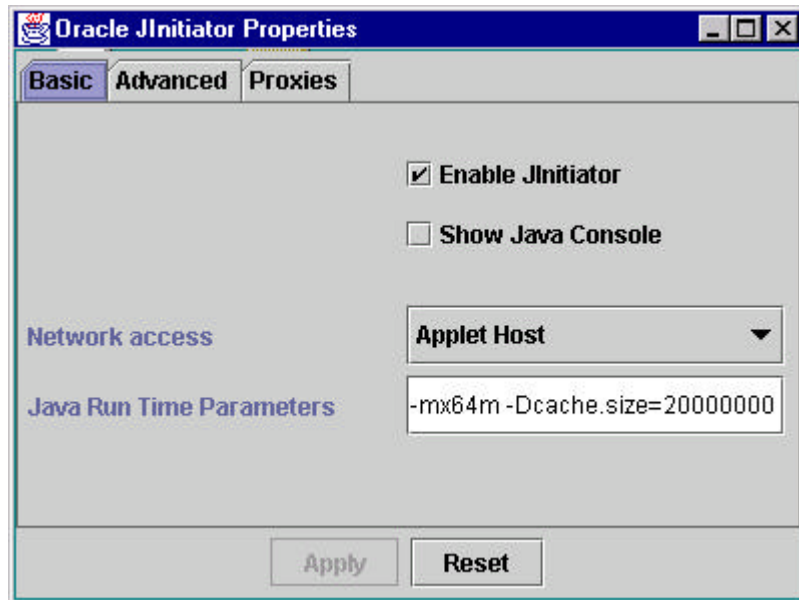 Oracle JInitiator Properties
Basic Advanced Proxies
Enable JInitiator
Show Java Console
Network access Applet Host
Java Run Time Parameters -mx64m -Dcache.size=20000000
Apply Reset